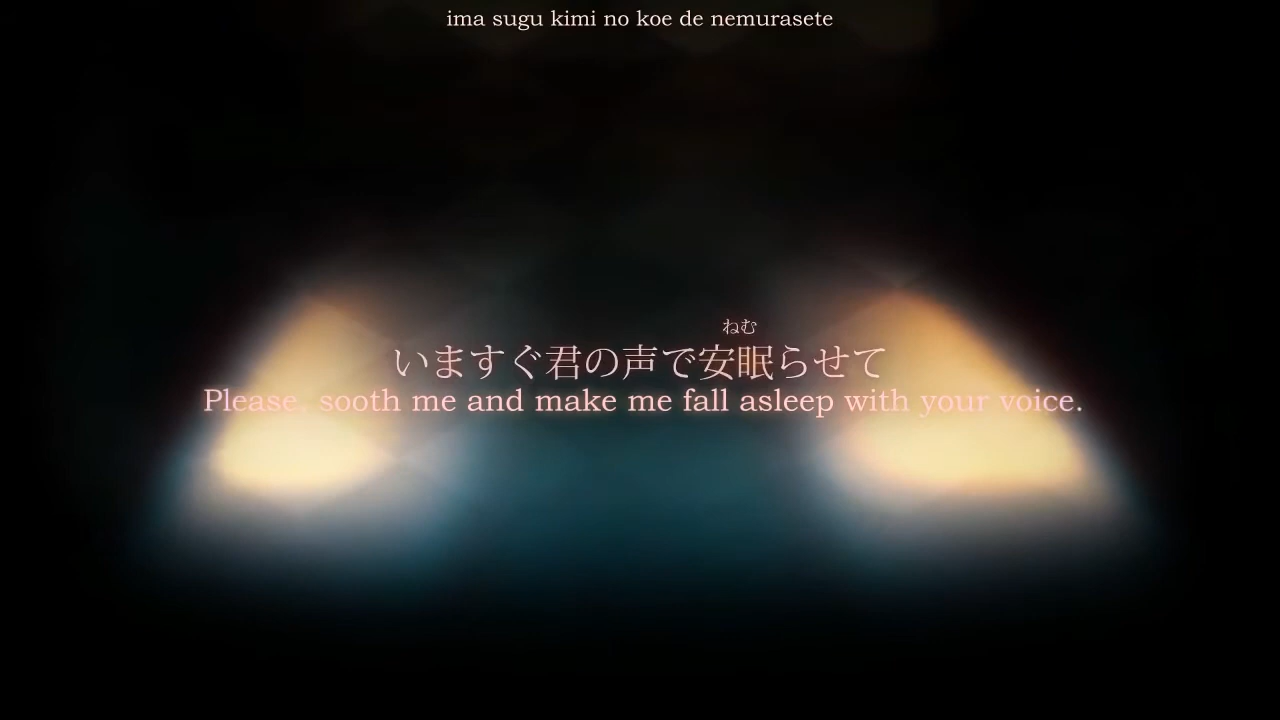 ima sugu kimi no koe de nemurasete
ねむ
いますぐ君の声で安眠らせて
Please, sooth me and make me fall asleep with your voice.